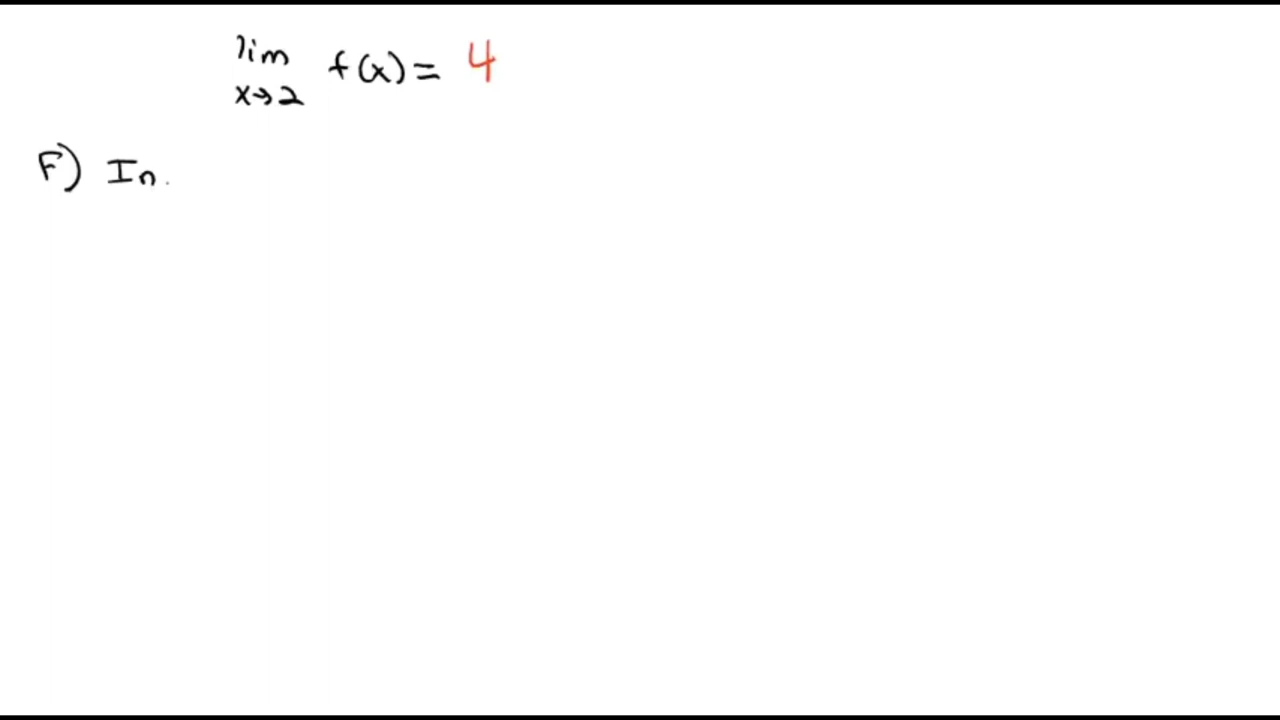 lim f(x) = 4
x→2
F) In